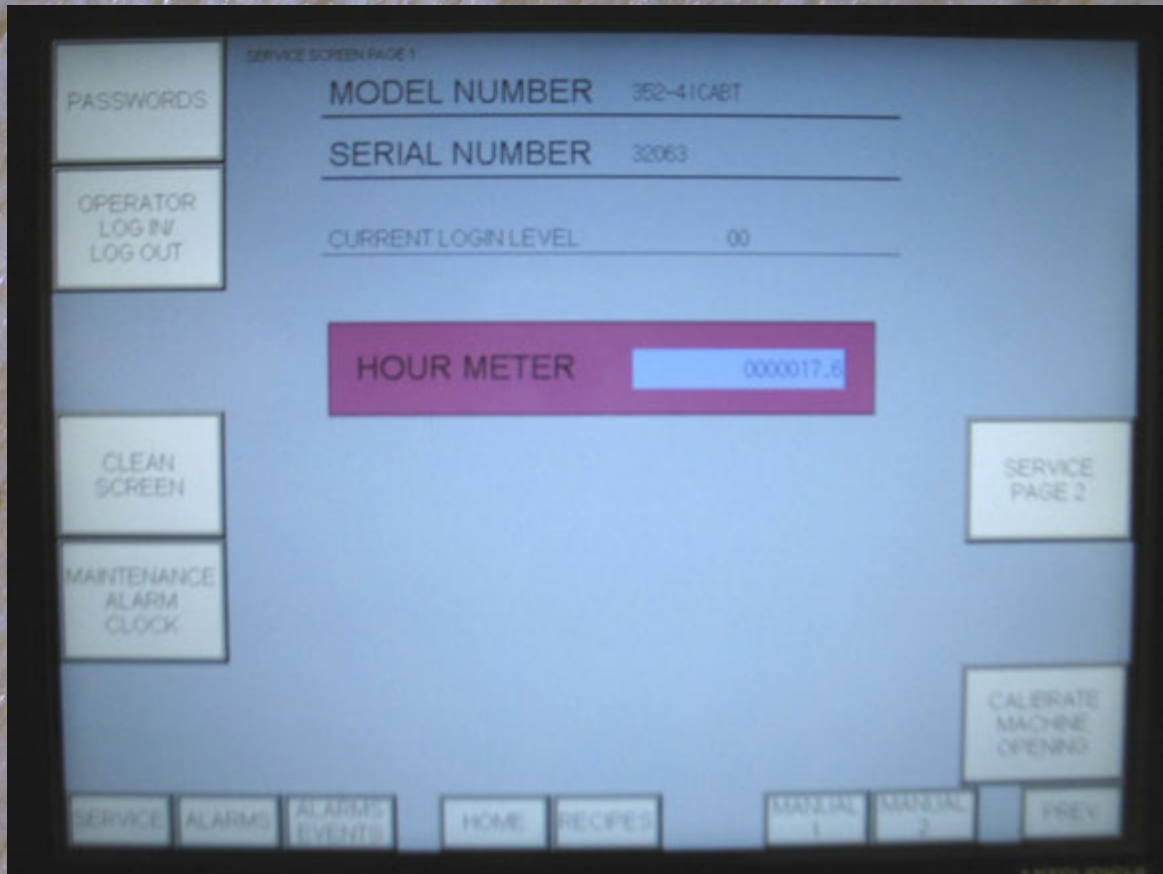 SERVICE SCREEN PAGE 1
PASSWORDS
MODEL NUMBER 352-41CABT
SERIAL NUMBER 32063
OPERATOR
LOG IN/
LOG OUT
CURRENT LOGIN LEVEL 00
HOUR METER 0000017.6
CLEAN
SCREEN
SERVICE
PAGE 2
MAINTENANCE
ALARM
CLOCK
CALIBRATE
MACHINE
OPENING
SERVICE
ALARMS
ALARMS
EVENTS
HOME
RECIPES
MANUAL
1
MANUAL
2
PREV